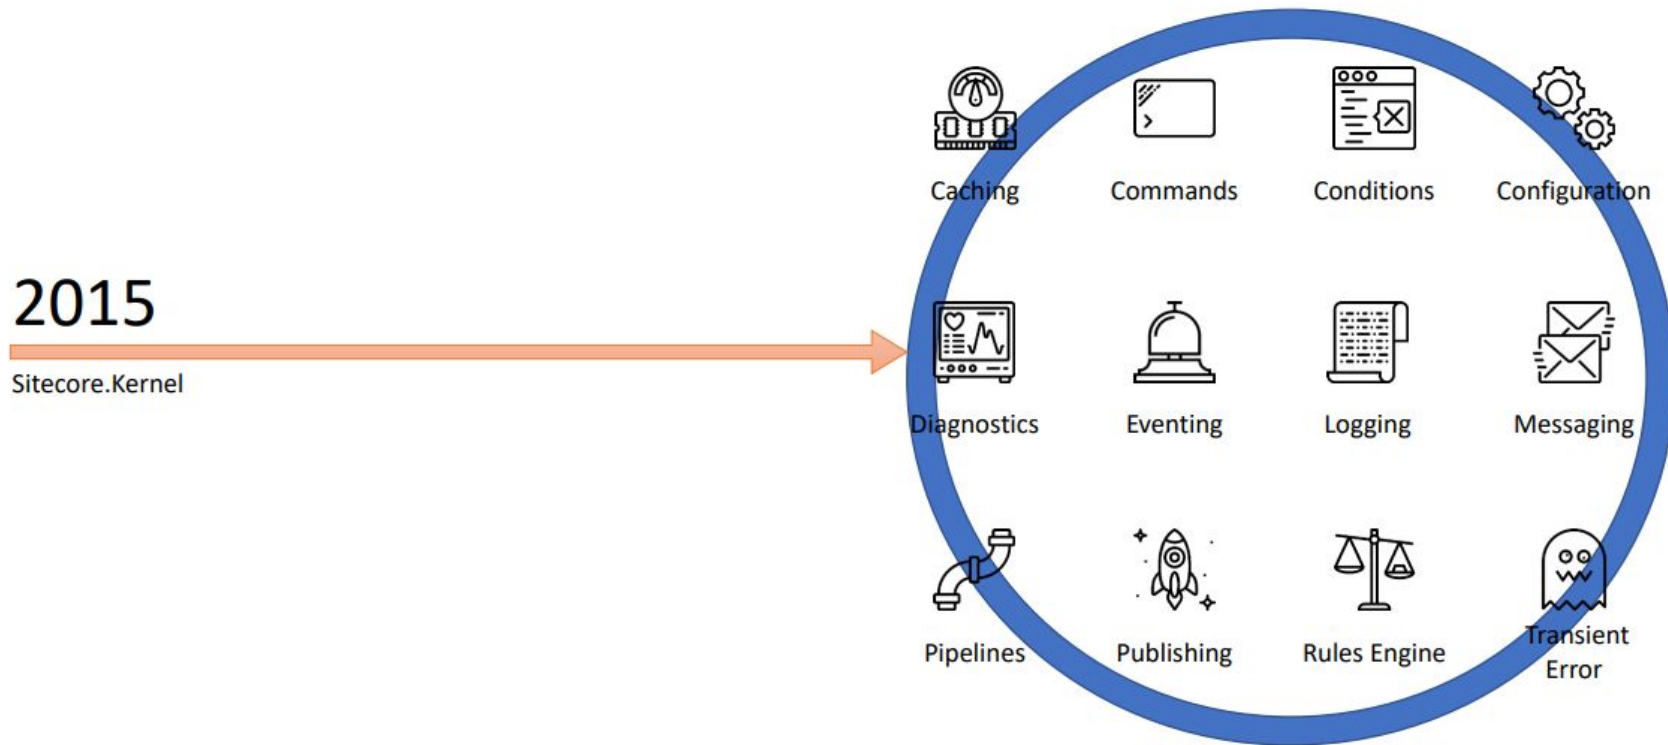 2015
Sitecore.Kernel
Caching
Commands
Conditions
Configuration
Diagnostics
Eventing
Logging
Messaging
Pipelines
Publishing
Rules Engine
Transient
Error